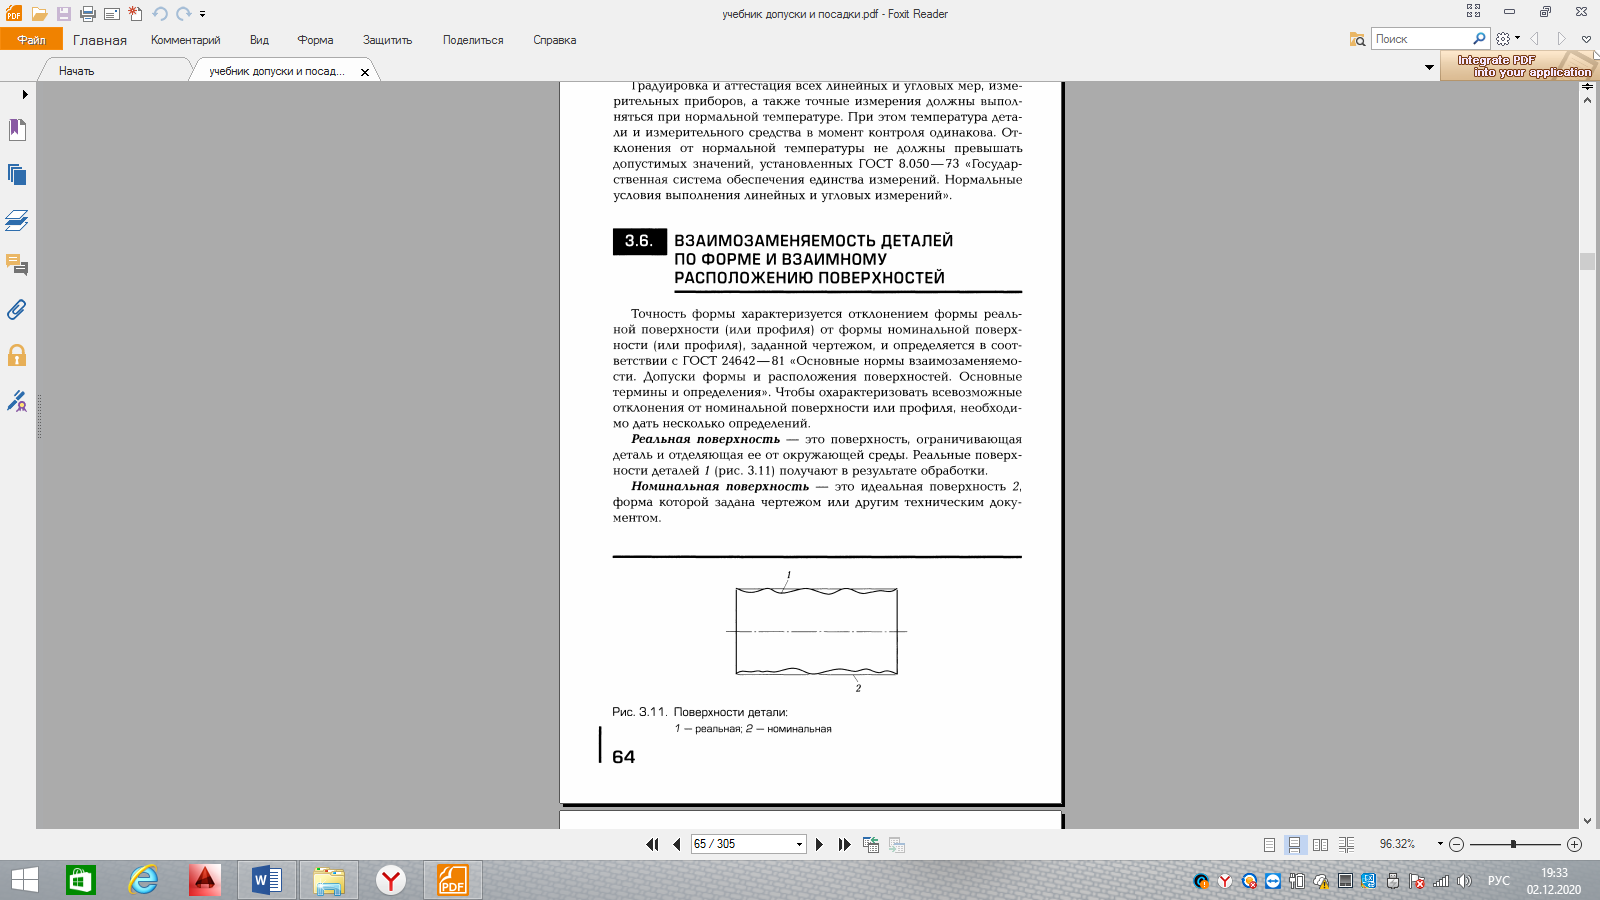 учебник допуски и посадки.pdf - Foxit Reader
Файл Главная Комментарий Вид Форма Защитить Поделиться Справка
Поиск
Начать
учебник допуски и посад...
Integrate PDF
into your application
Градуировка и аттестация всех линейных и угловых мер, изме-
рительных приборов, а также точные измерения должны выпол-
няться при нормальной температуре. При этом температура дета-
ли и измерительного средства в момент контроля одинакова. От-
клонения от нормальной температуры не должны превышать
допустимых значений, установленных ГОСТ 8.050—73 «Государ-
ственная система обеспечения единства измерений. Нормальные
условия выполнения линейных и угловых измерений».
3.6. ВЗАИМОЗАМЕНЯЕМОСТЬ ДЕТАЛЕЙ
ПО ФОРМЕ И ВЗАИМНОМУ
РАСПОЛОЖЕНИЮ ПОВЕРХНОСТЕЙ
Точность формы характеризуется отклонением формы реаль-
ной поверхности (или профиля) от формы номинальной поверх-
ности (или профиля), заданной чертежом, и определяется в соот-
ветствии с ГОСТ 24642—81 «Основные нормы взаимозаменяемо-
сти. Допуски формы и расположения поверхностей. Основные
термины и определения». Чтобы охарактеризовать всевозможные
отклонения от номинальной поверхности или профиля, необходи-
мо дать несколько определений.
Реальная поверхность — это поверхность, ограничивающая
деталь и отделяющая ее от окружающей среды. Реальные поверх-
ности деталей 1 (рис. 3.11) получают в результате обработки.
Номинальная поверхность — это идеальная поверхность 2,
форма которой задана чертежом или другим техническим доку-
ментом.
1
2
Рис. 3.11. Поверхности детали:
1 — реальная; 2 — номинальная
64
65 / 305
96.32%
РУС
19:33
02.12.2020